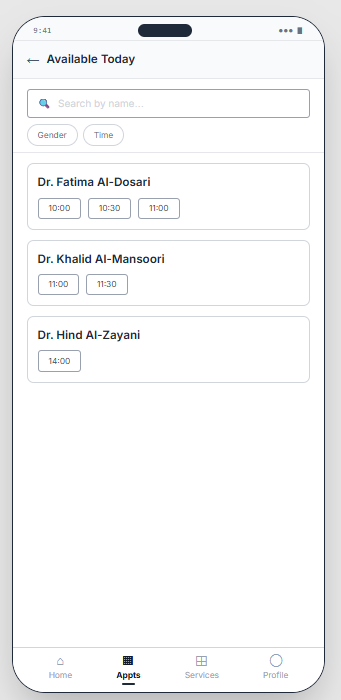 9:41
← Available Today
Search by name...
Gender Time
Dr. Fatima Al-Dosari
10:00 10:30 11:00
Dr. Khalid Al-Mansoori
11:00 11:30
Dr. Hind Al-Zayani
14:00
Home Appts Services Profile